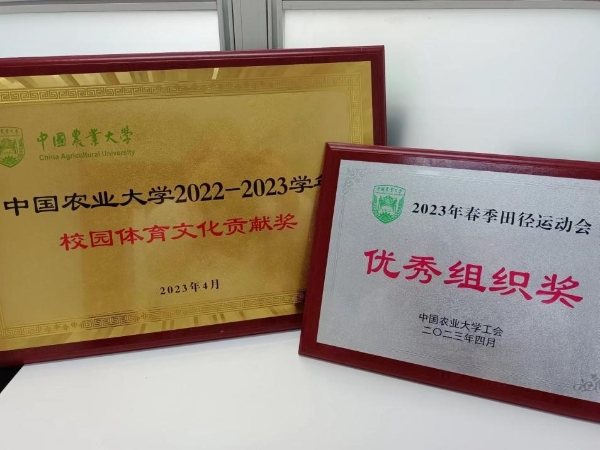 中国农业大学
China Agricultural University
中国农业大学2022-2023学年
校园体育文化贡献奖
2023年4月
2023年春季田径运动会
优秀组织奖
中国农业大学工会
二〇二三年四月